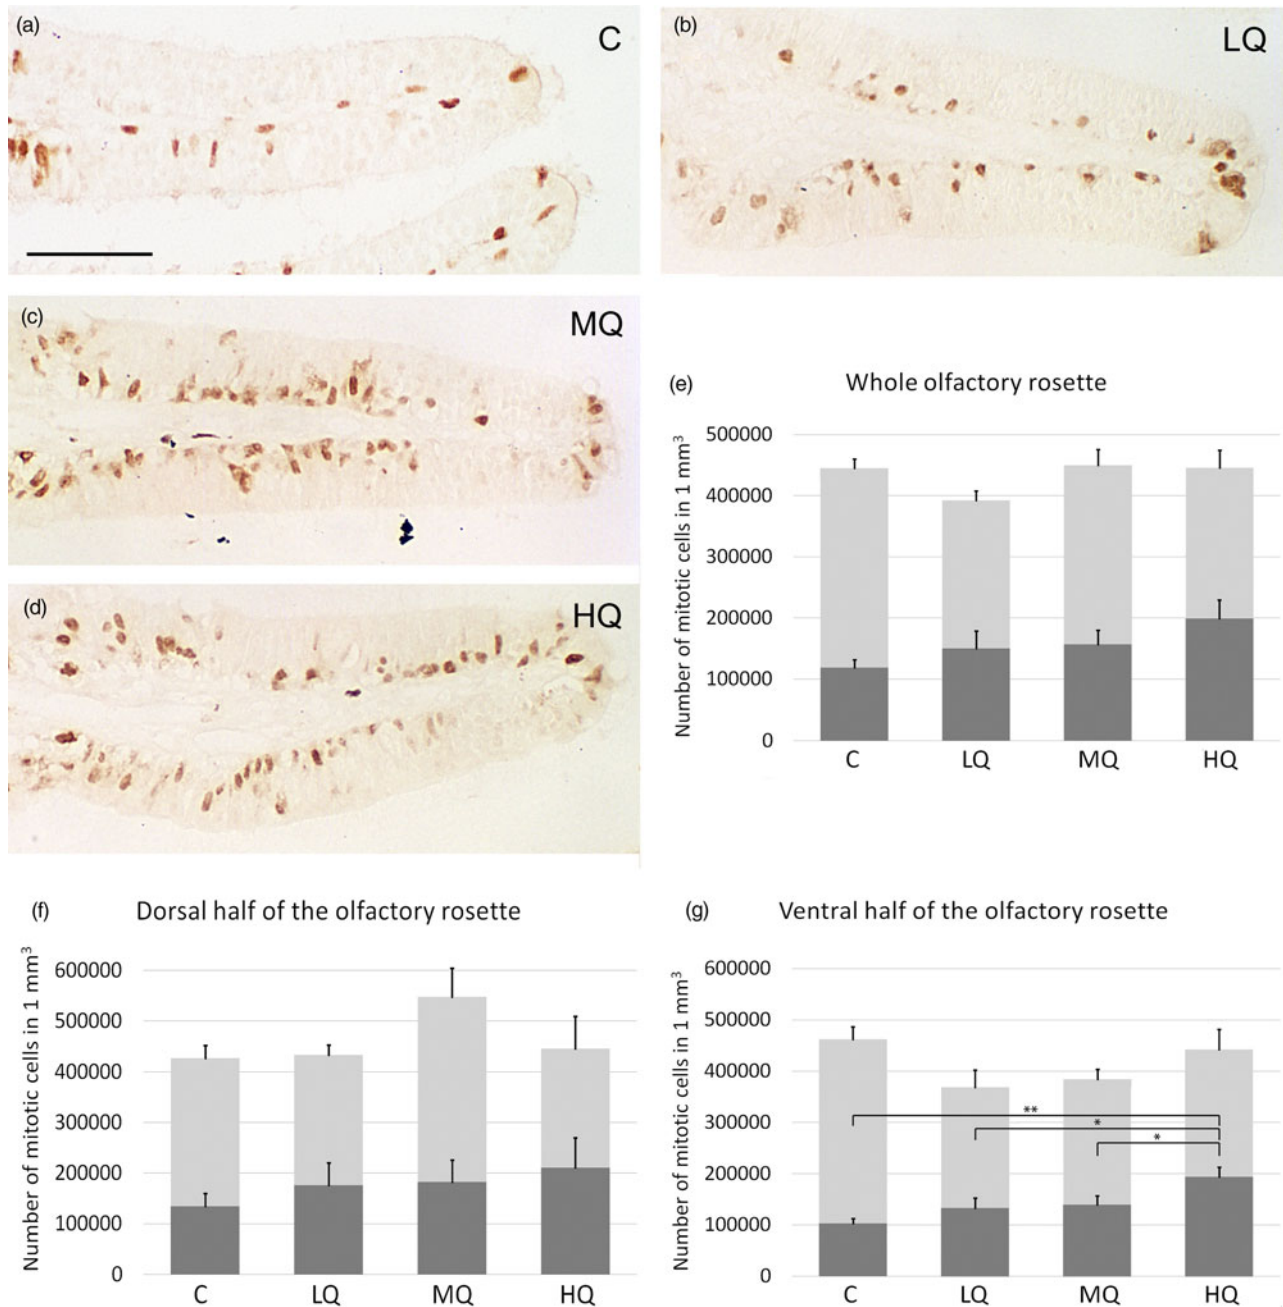 (a)
C
(b)
LQ
(c)
MQ
(d)
HQ
(e)
Whole olfactory rosette
Number of mitotic cells in 1 mm³
500000
400000
300000
200000
100000
0
C LQ MQ HQ
(f)
Dorsal half of the olfactory rosette
Number of mitotic cells in 1 mm³
600000
500000
400000
300000
200000
100000
0
C LQ MQ HQ
(g)
Ventral half of the olfactory rosette
Number of mitotic cells in 1 mm³
600000
500000
400000
300000
200000
100000
0
**
*
*
C LQ MQ HQ